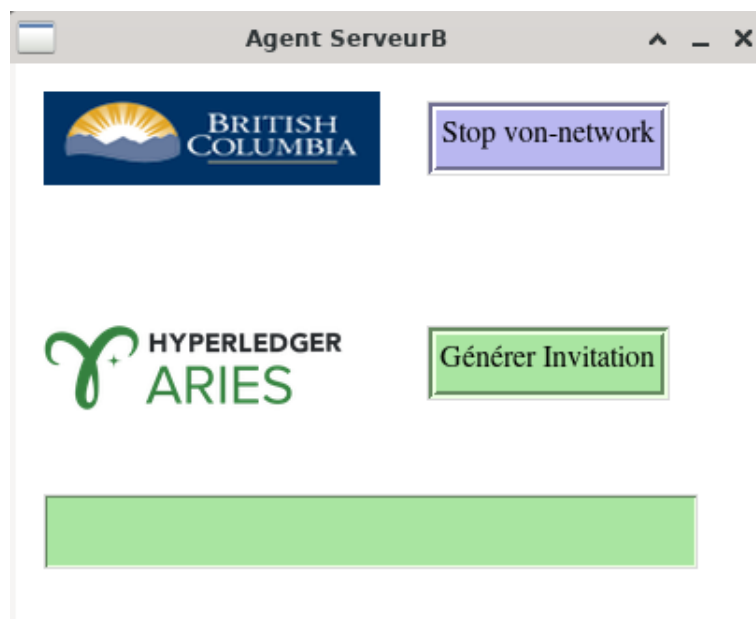 Agent ServeurB
BRITISH
COLUMBIA
Stop von-network
HYPERLEDGER
ARIES
Générer Invitation